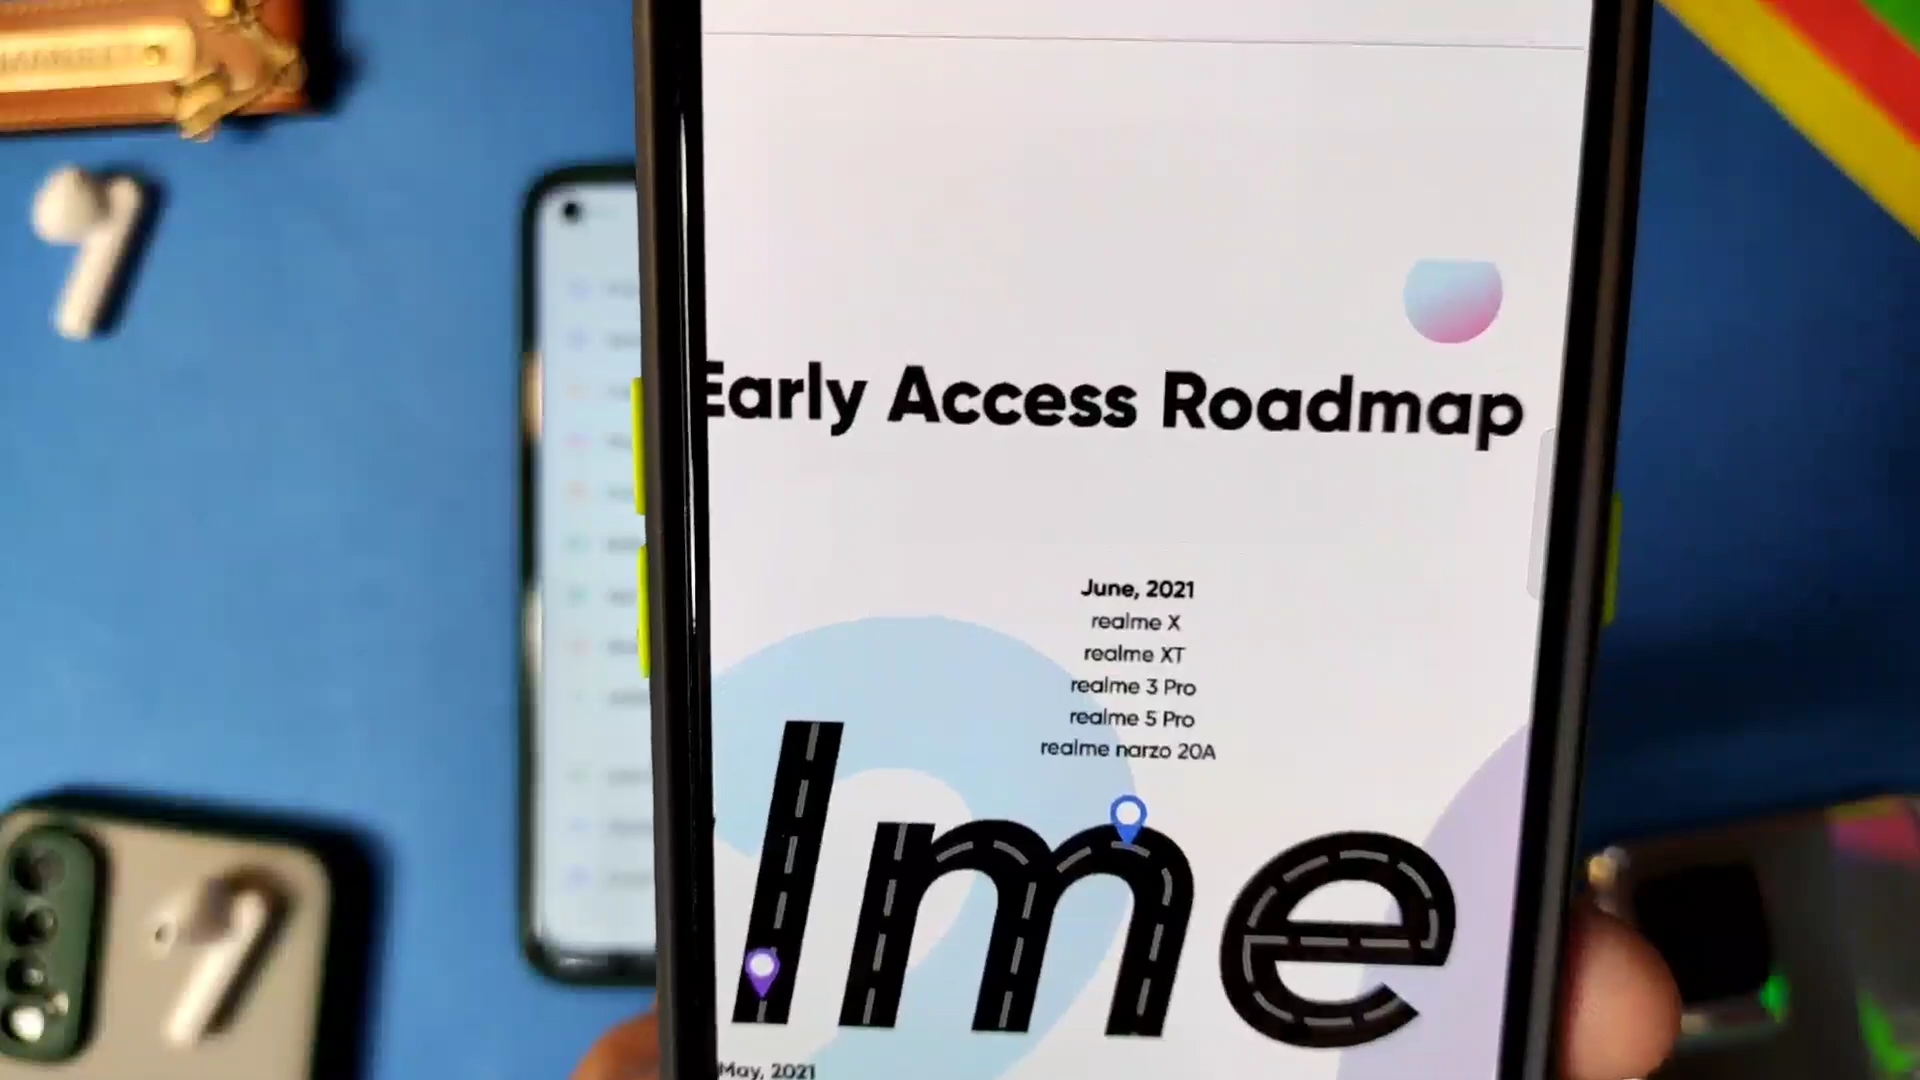 Early Access Roadmap
June, 2021
realme X
realme XT
realme 3 Pro
realme 5 Pro
realme narzo 20A
lme
May, 2021